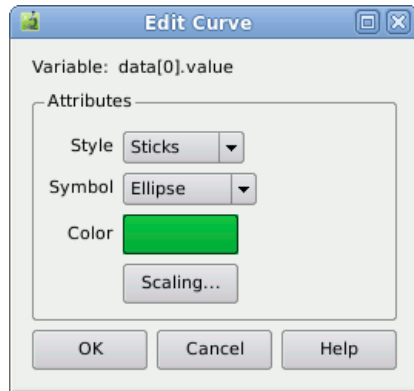 Edit Curve
Variable: data[0].value
Attributes
Style Sticks
Symbol Ellipse
Color
Scaling...
OK Cancel Help